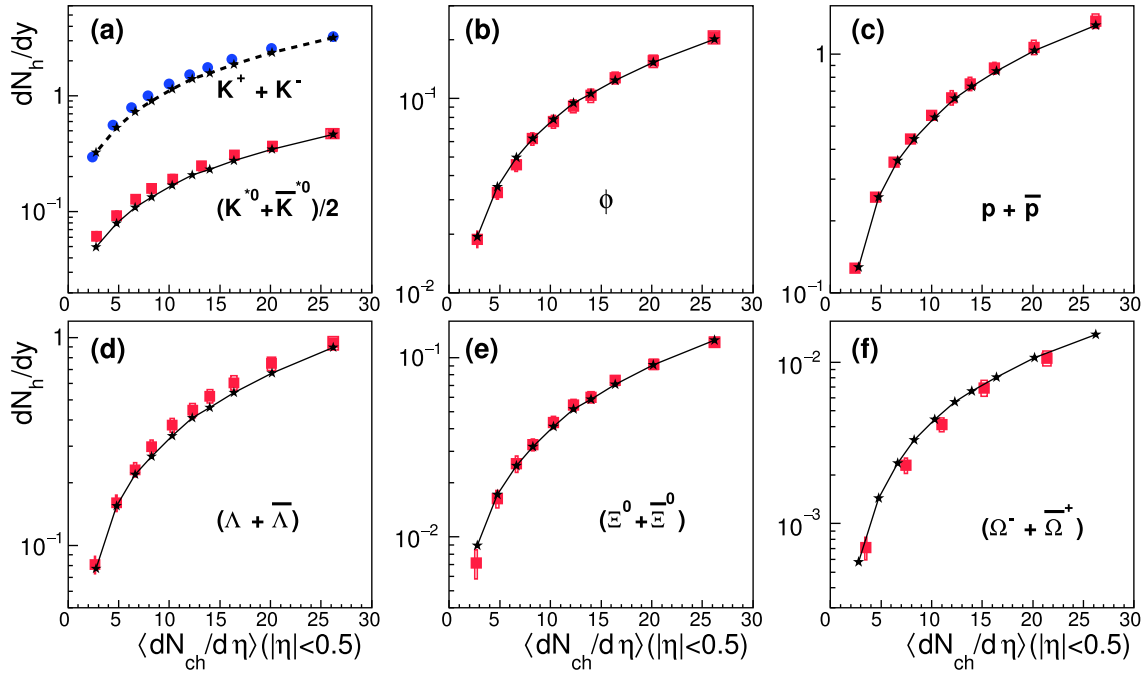 dN_h/dy
(a)
1
10⁻¹
K⁺ + K⁻
(K*⁰ + K̅*⁰)/2
0 5 10 15 20 25 30
(b)
10⁻¹
10⁻²
ϕ
0 5 10 15 20 25 30
(c)
1
10⁻¹
p + p̅
0 5 10 15 20 25 30
dN_h/dy
(d)
1
10⁻¹
(Λ + Λ̅)
0 5 10 15 20 25 30
⟨dN_ch/dη⟩(|η|<0.5)
(e)
10⁻¹
10⁻²
(Ξ⁰ + Ξ̅⁰)
0 5 10 15 20 25 30
⟨dN_ch/dη⟩(|η|<0.5)
(f)
10⁻²
10⁻³
(Ω⁻ + Ω̅⁺)
0 5 10 15 20 25 30
⟨dN_ch/dη⟩(|η|<0.5)